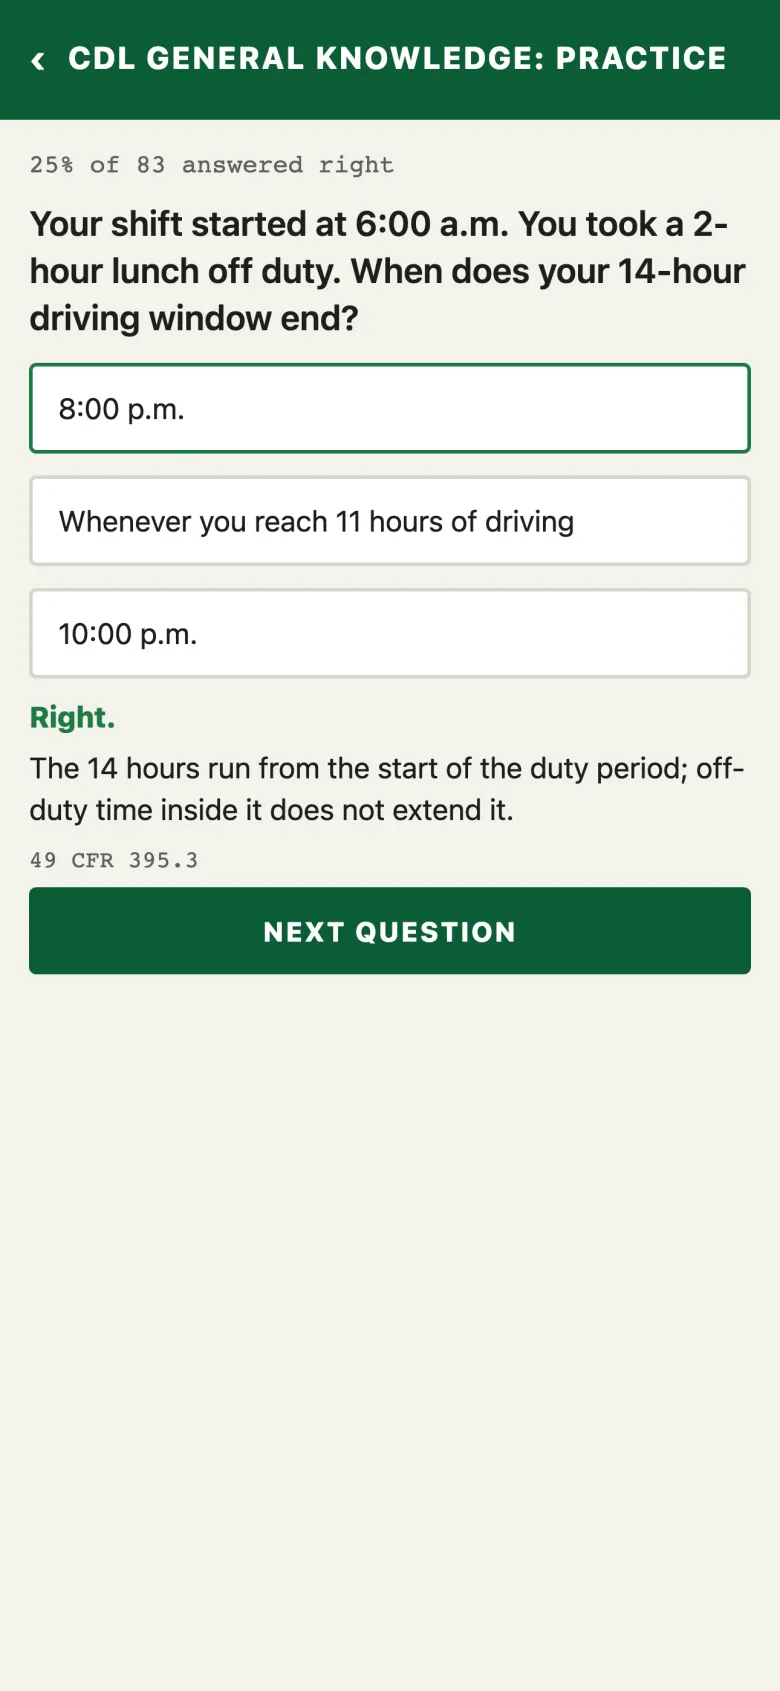 ‹ CDL GENERAL KNOWLEDGE: PRACTICE
25% of 83 answered right
Your shift started at 6:00 a.m. You took a 2-
hour lunch off duty. When does your 14-hour
driving window end?
8:00 p.m.
Whenever you reach 11 hours of driving
10:00 p.m.
Right.
The 14 hours run from the start of the duty period; off-
duty time inside it does not extend it.
49 CFR 395.3
NEXT QUESTION